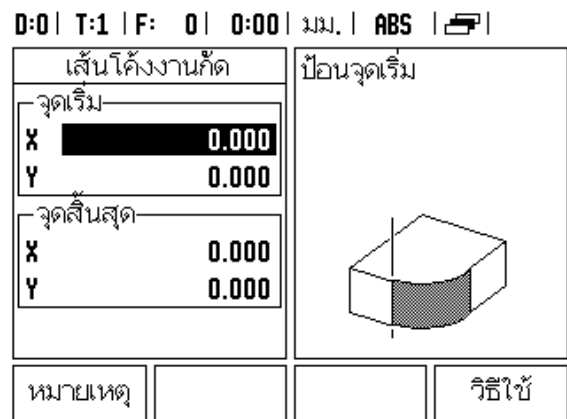 D:0 | T:1 | F: 0 | 0:00 | มม. | ABS |
เส้นโค้งงานกัด
ป้อนจุดเริ่ม
จุดเริ่ม
X 0.000
Y 0.000
จุดสิ้นสุด
X 0.000
Y 0.000
หมายเหตุ
วิธีใช้